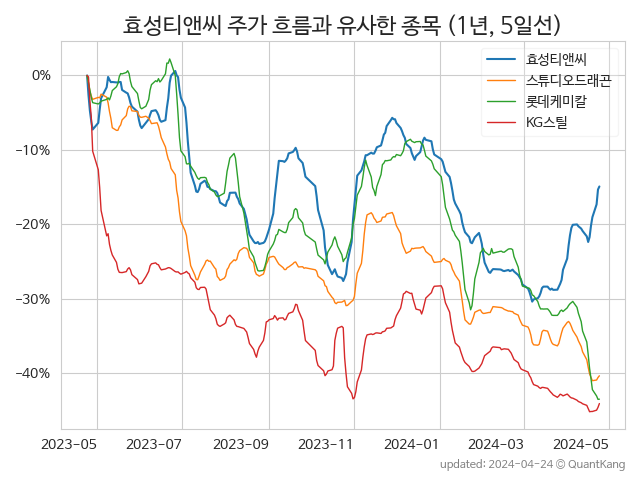 효성티앤씨 주가 흐름과 유사한 종목 (1년, 5일선)
효성티앤씨
스튜디오드래곤
롯데케미칼
KG스틸
0%
−10%
−20%
−30%
−40%
2023-05 2023-07 2023-09 2023-11 2024-01 2024-03 2024-05
updated: 2024-04-24 © QuantKang